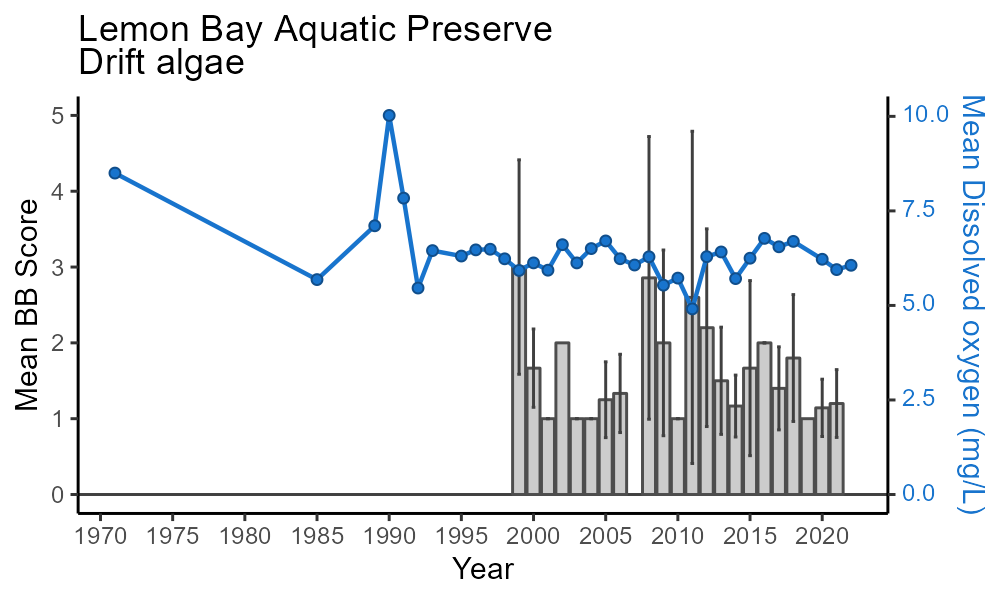 Lemon Bay Aquatic Preserve
Drift algae
Mean BB Score
5
4
3
2
1
0
10.0
7.5
5.0
2.5
0.0
Mean Dissolved oxygen (mg/L)
1970 1975 1980 1985 1990 1995 2000 2005 2010 2015 2020
Year